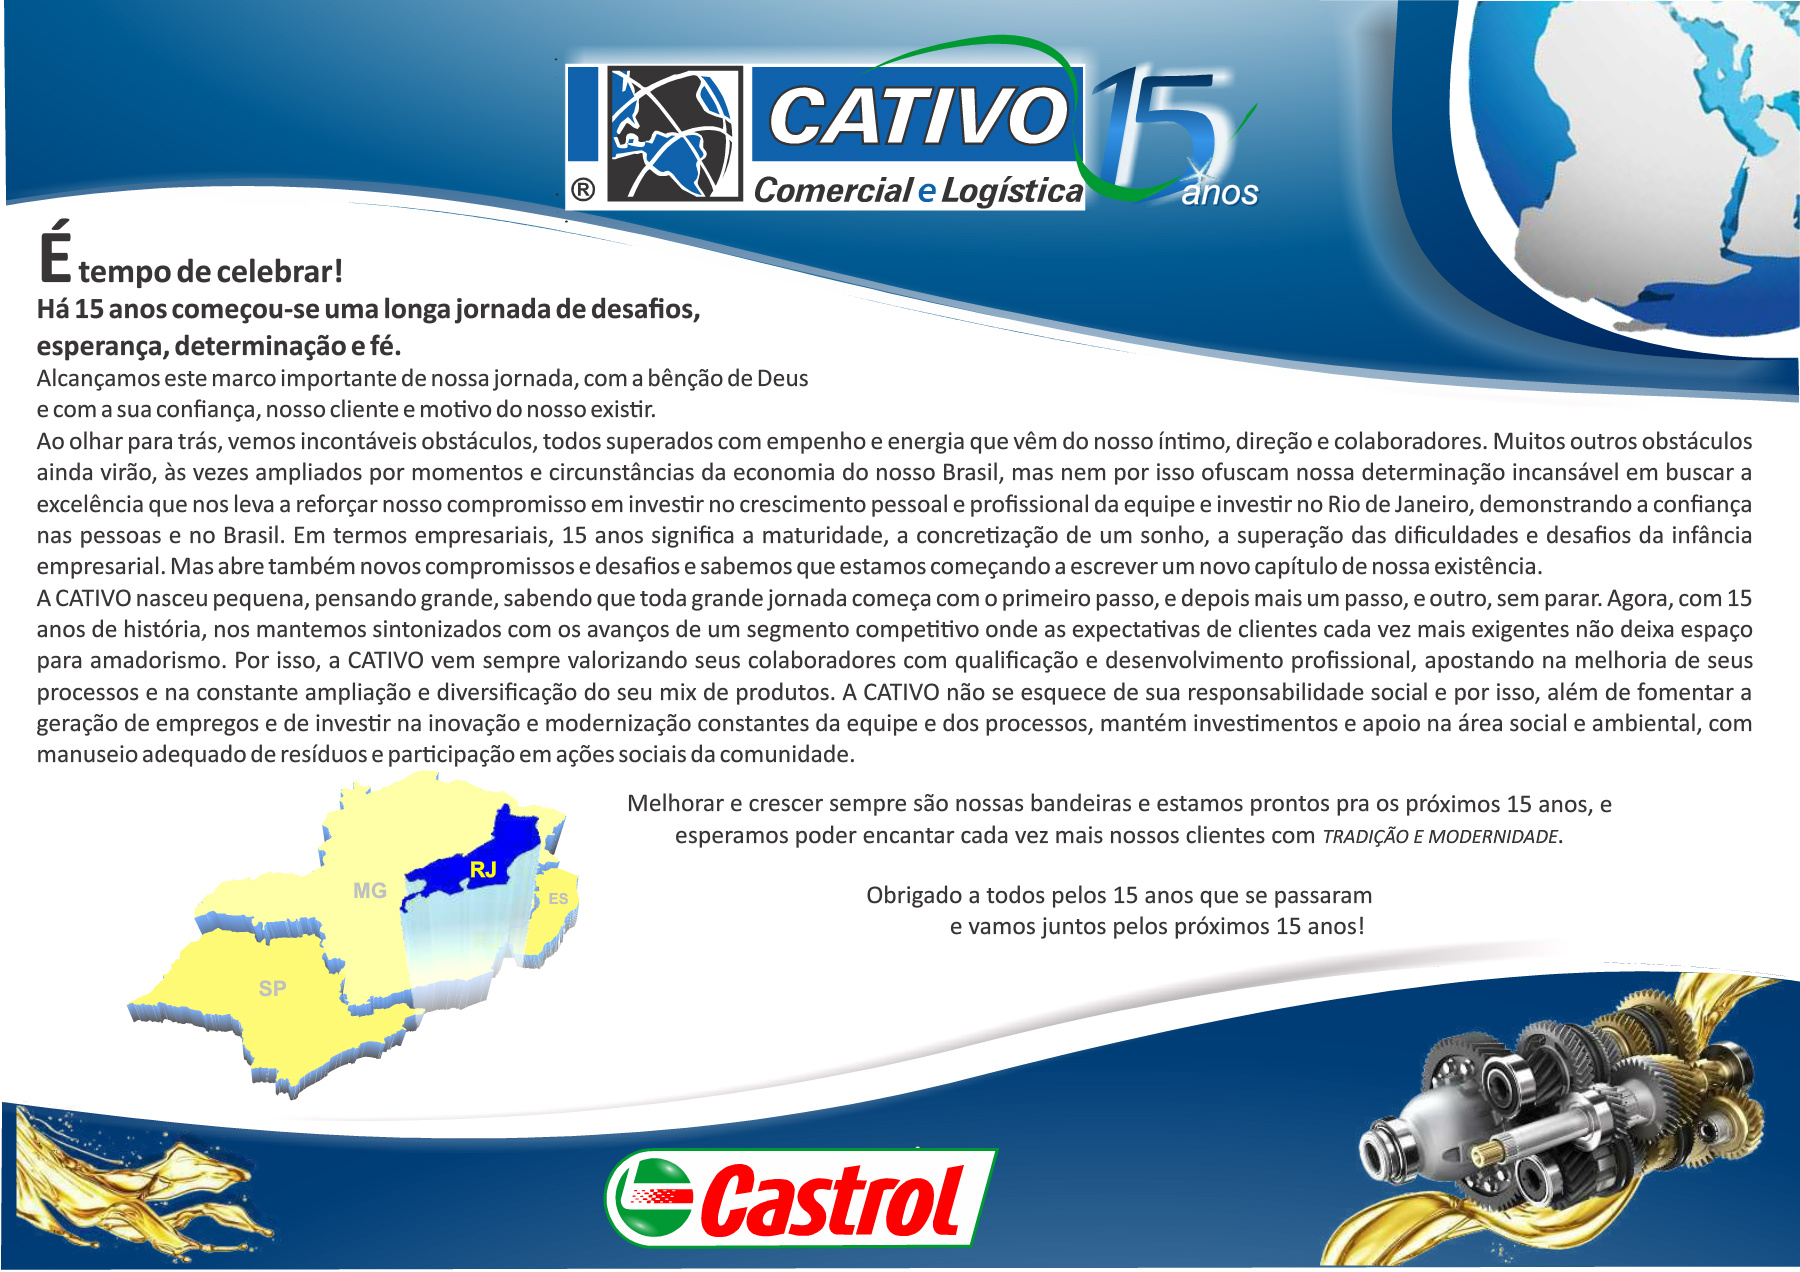 CATIVO
®
Comercial e Logística
15
anos
É tempo de celebrar!
Há 15 anos começou-se uma longa jornada de desafios,
esperança, determinação e fé.
Alcançamos este marco importante de nossa jornada, com a bênção de Deus
e com a sua confiança, nosso cliente e motivo do nosso existir.
Ao olhar para trás, vemos incontáveis obstáculos, todos superados com empenho e energia que vêm do nosso íntimo, direção e colaboradores. Muitos outros obstáculos
ainda virão, às vezes ampliados por momentos e circunstâncias da economia do nosso Brasil, mas nem por isso ofuscam nossa determinação incansável em buscar a
excelência que nos leva a reforçar nosso compromisso em investir no crescimento pessoal e profissional da equipe e investir no Rio de Janeiro, demonstrando a confiança
nas pessoas e no Brasil. Em termos empresariais, 15 anos significa a maturidade, a concretização de um sonho, a superação das dificuldades e desafios da infância
empresarial. Mas abre também novos compromissos e desafios e sabemos que estamos começando a escrever um novo capítulo de nossa existência.
A CATIVO nasceu pequena, pensando grande, sabendo que toda grande jornada começa com o primeiro passo, e depois mais um passo, e outro, sem parar. Agora, com 15
anos de história, nos mantemos sintonizados com os avanços de um segmento competitivo onde as expectativas de clientes cada vez mais exigentes não deixa espaço
para amadorismo. Por isso, a CATIVO vem sempre valorizando seus colaboradores com qualificação e desenvolvimento profissional, apostando na melhoria de seus
processos e na constante ampliação e diversificação do seu mix de produtos. A CATIVO não se esquece de sua responsabilidade social e por isso, além de fomentar a
geração de empregos e de investir na inovação e modernização constantes da equipe e dos processos, mantém investimentos e apoio na área social e ambiental, com
manuseio adequado de resíduos e participação em ações sociais da comunidade.
Melhorar e crescer sempre são nossas bandeiras e estamos prontos pra os próximos 15 anos, e
esperamos poder encantar cada vez mais nossos clientes com TRADIÇÃO E MODERNIDADE.
Obrigado a todos pelos 15 anos que se passaram
e vamos juntos pelos próximos 15 anos!
RJ
MG
ES
SP
Castrol